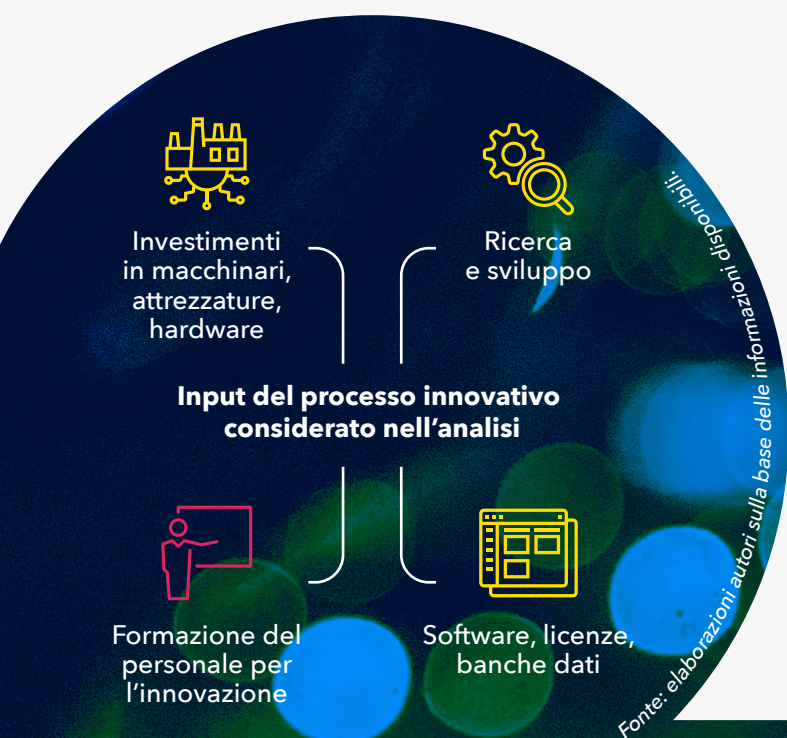 Investimenti
in macchinari,
attrezzature,
hardware
Ricerca
e sviluppo
Input del processo innovativo
considerato nell’analisi
Formazione del
personale per
l’innovazione
Software, licenze,
banche dati
Fonte: elaborazioni autori sulla base delle informazioni disponibili.